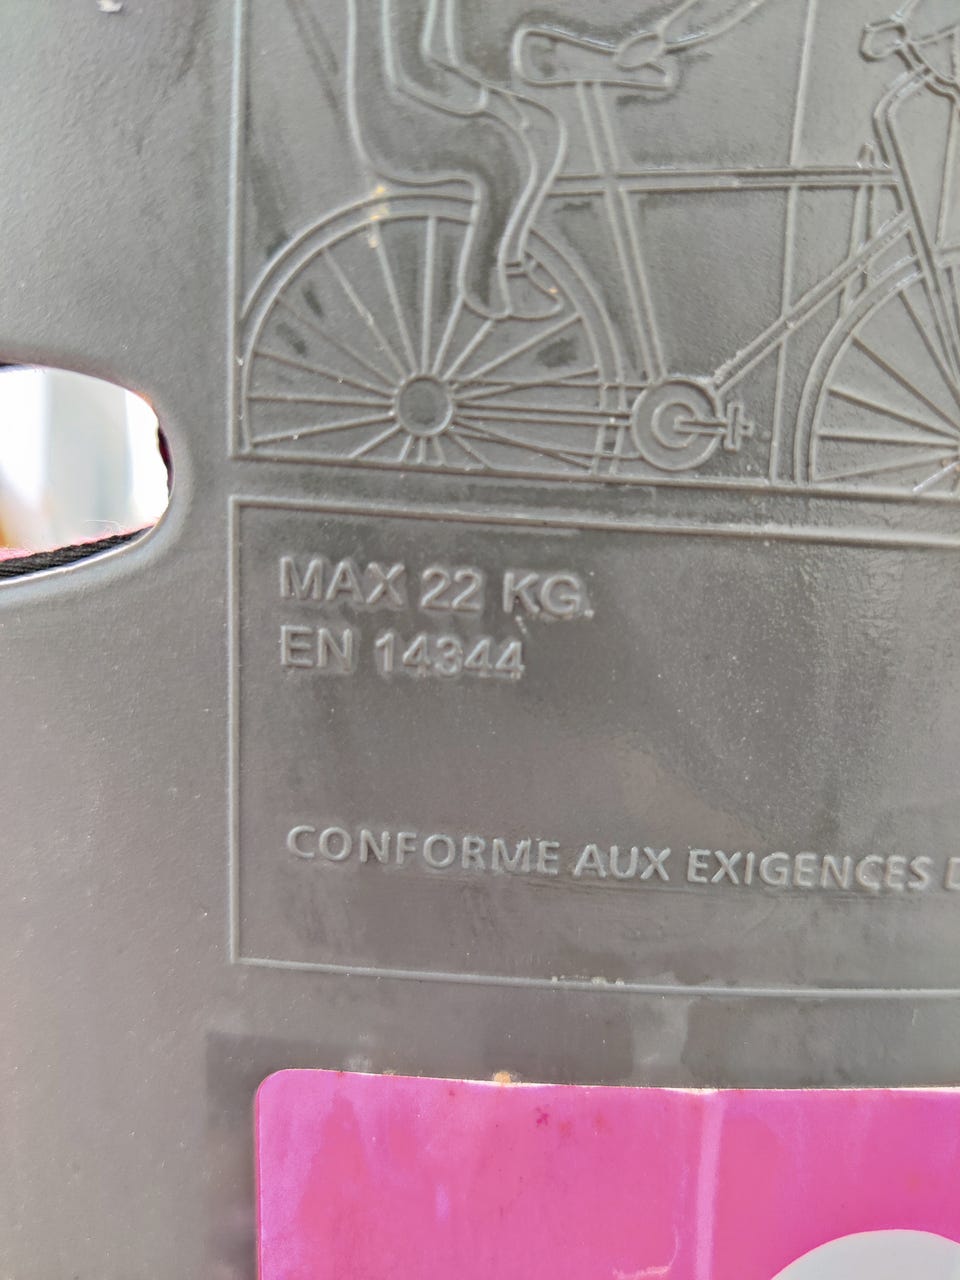 MAX 22 KG.
EN 14344
CONFORME AUX EXIGENCES